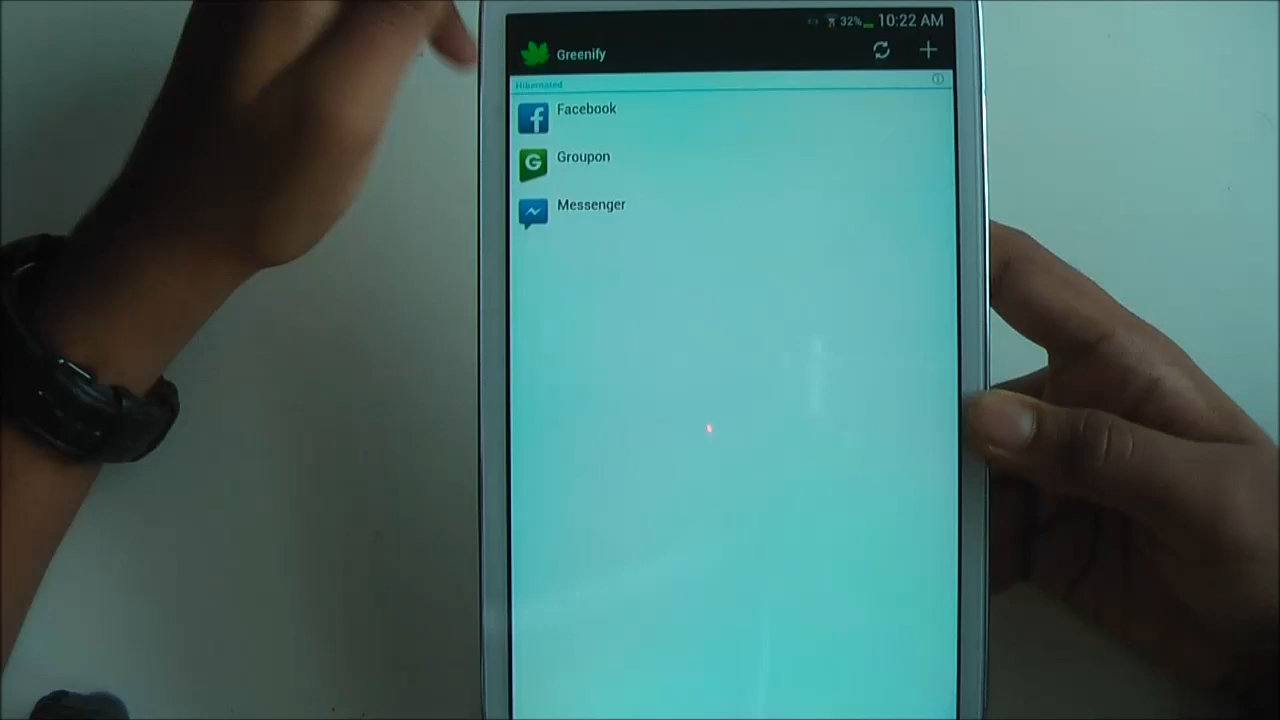 32% 10:22 AM
Greenify
Hibernated
Facebook
Groupon
Messenger